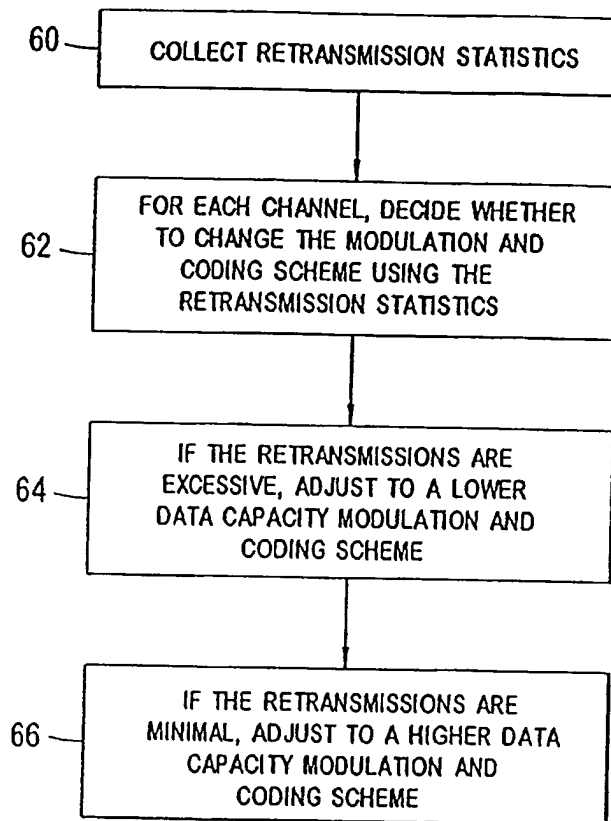 60
COLLECT RETRANSMISSION STATISTICS
62
FOR EACH CHANNEL, DECIDE WHETHER
TO CHANGE THE MODULATION AND
CODING SCHEME USING THE
RETRANSMISSION STATISTICS
64
IF THE RETRANSMISSIONS ARE
EXCESSIVE, ADJUST TO A LOWER
DATA CAPACITY MODULATION AND
CODING SCHEME
66
IF THE RETRANSMISSIONS ARE
MINIMAL, ADJUST TO A HIGHER DATA
CAPACITY MODULATION AND
CODING SCHEME